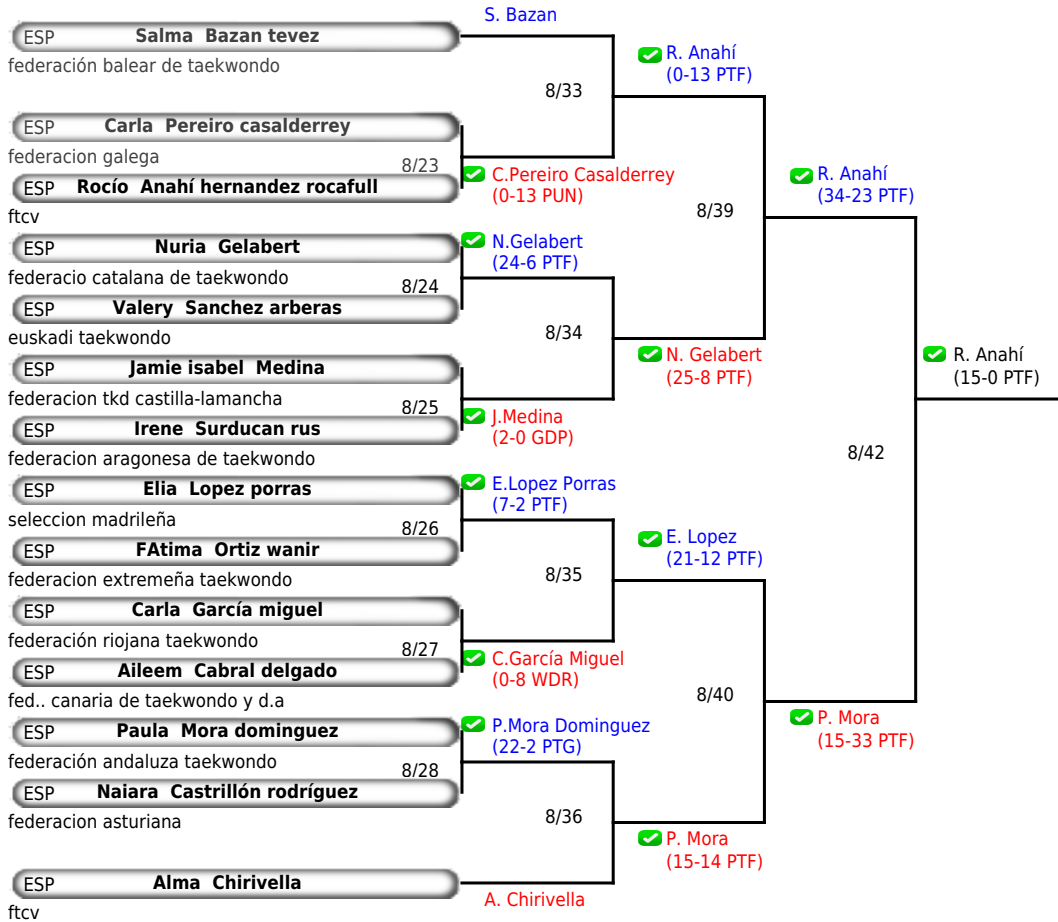 S. Bazan
ESP Salma Bazan tevez
federación balear de taekwondo
R. Anahí
(0-13 PTF)
8/33
ESP Carla Pereiro casalderrey
federacion galega
8/23
C.Pereiro Casalderrey
(0-13 PUN)
R. Anahí
(34-23 PTF)
ESP Rocío Anahí hernandez rocafull
ftcv
8/39
ESP Nuria Gelabert
N.Gelabert
(24-6 PTF)
federacio catalana de taekwondo
8/24
ESP Valery Sanchez arberas
euskadi taekwondo
8/34
ESP Jamie isabel Medina
N. Gelabert
(25-8 PTF)
R. Anahí
(15-0 PTF)
federacion tkd castilla-lamancha
8/25
J.Medina
(2-0 GDP)
ESP Irene Surducan rus
federacion aragonesa de taekwondo
8/42
ESP Elia Lopez porras
E.Lopez Porras
(7-2 PTF)
seleccion madrileña
8/26
E. Lopez
(21-12 PTF)
ESP FAtima Ortiz wanir
federacion extremeña taekwondo
8/35
ESP Carla García miguel
federación riojana taekwondo
8/27
C.García Miguel
(0-8 WDR)
ESP Aileem Cabral delgado
fed.. canaria de taekwondo y d.a
8/40
P. Mora
(15-33 PTF)
ESP Paula Mora dominguez
P.Mora Dominguez
(22-2 PTG)
federación andaluza taekwondo
8/28
ESP Naiara Castrillón rodríguez
federacion asturiana
8/36
P. Mora
(15-14 PTF)
ESP Alma Chirivella
A. Chirivella
ftcv